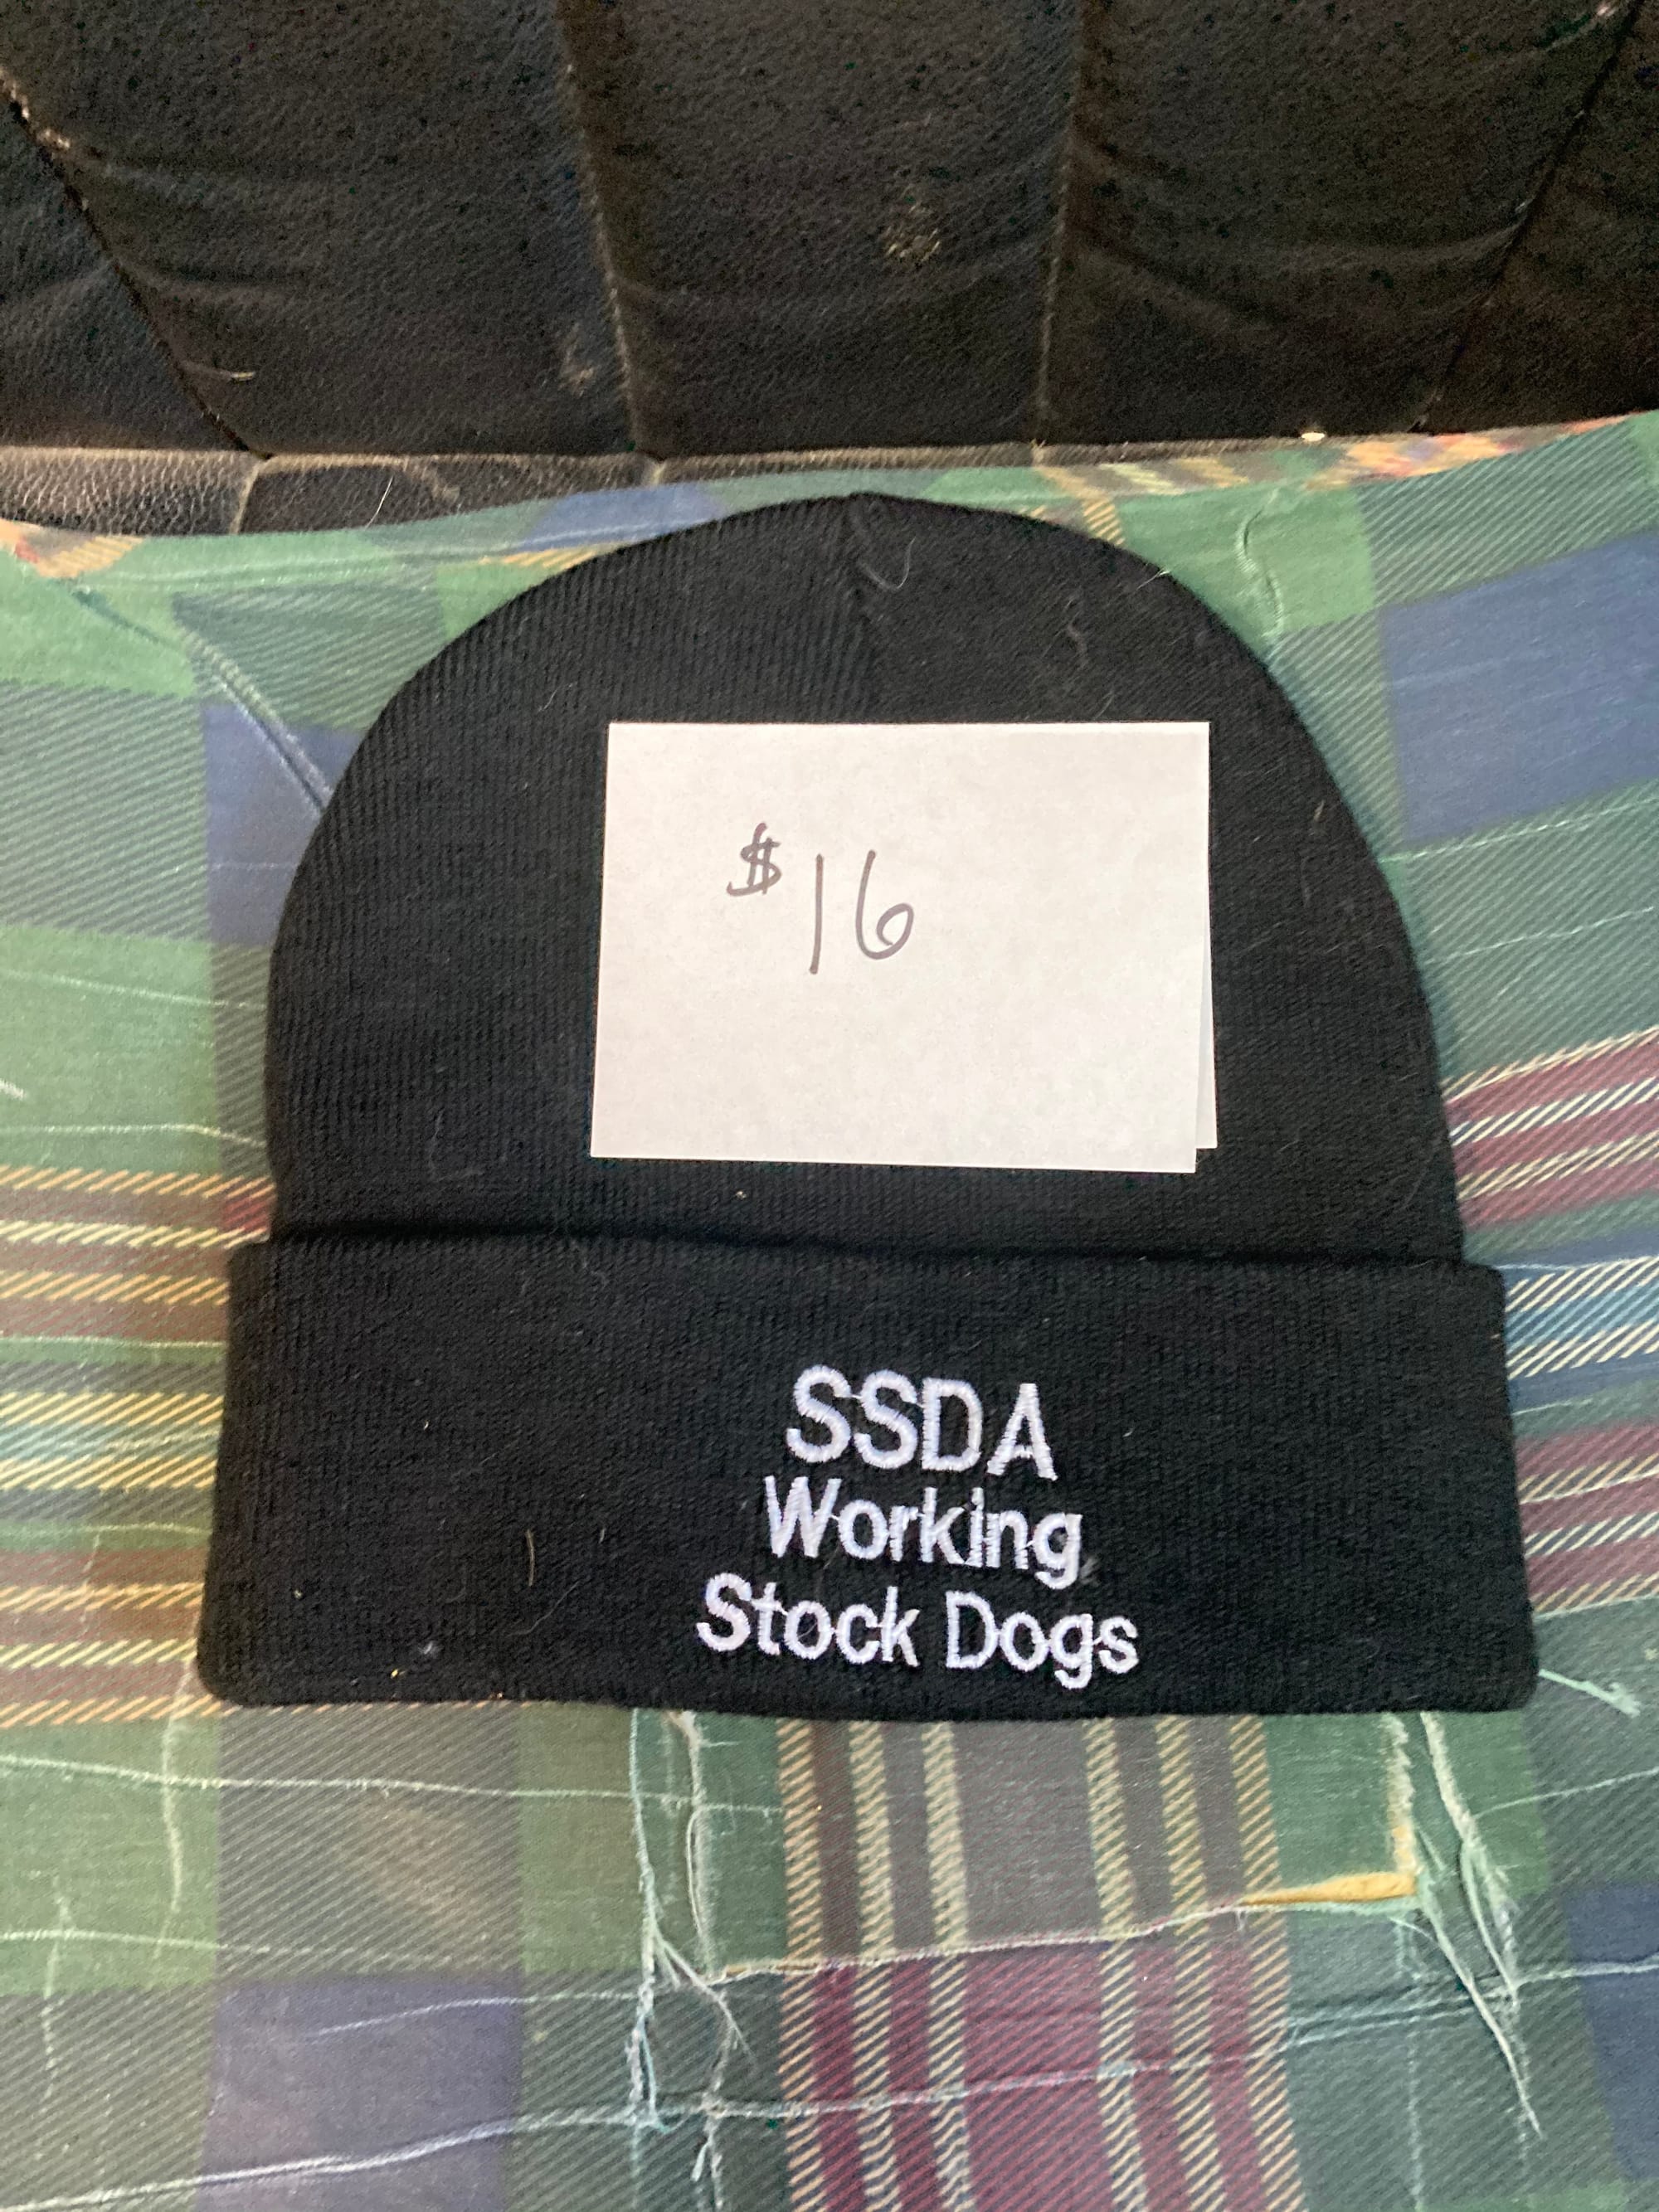 $16
SSDA
Working
Stock Dogs